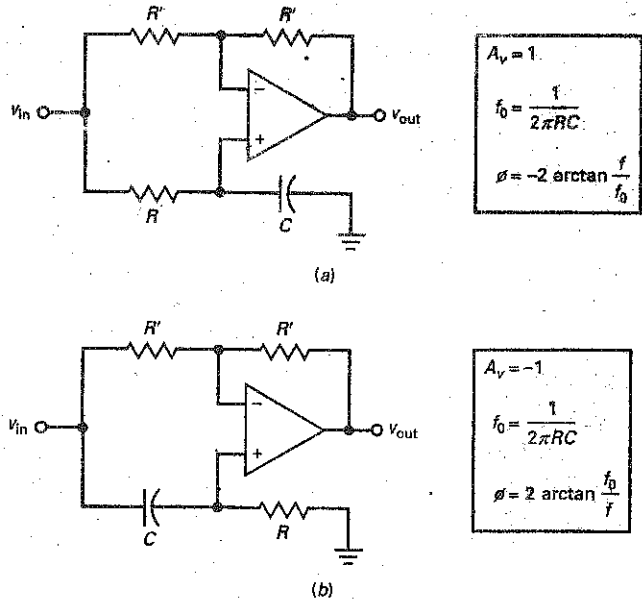 R' R'
A_v = 1
−
v_in v_out
f_0 = 1 / 2πRC
+
R C
ø = −2 arctan f / f_0
(a)
R' R'
A_v = −1
−
v_in v_out
f_0 = 1 / 2πRC
+
C R
ø = 2 arctan f_0 / f
(b)